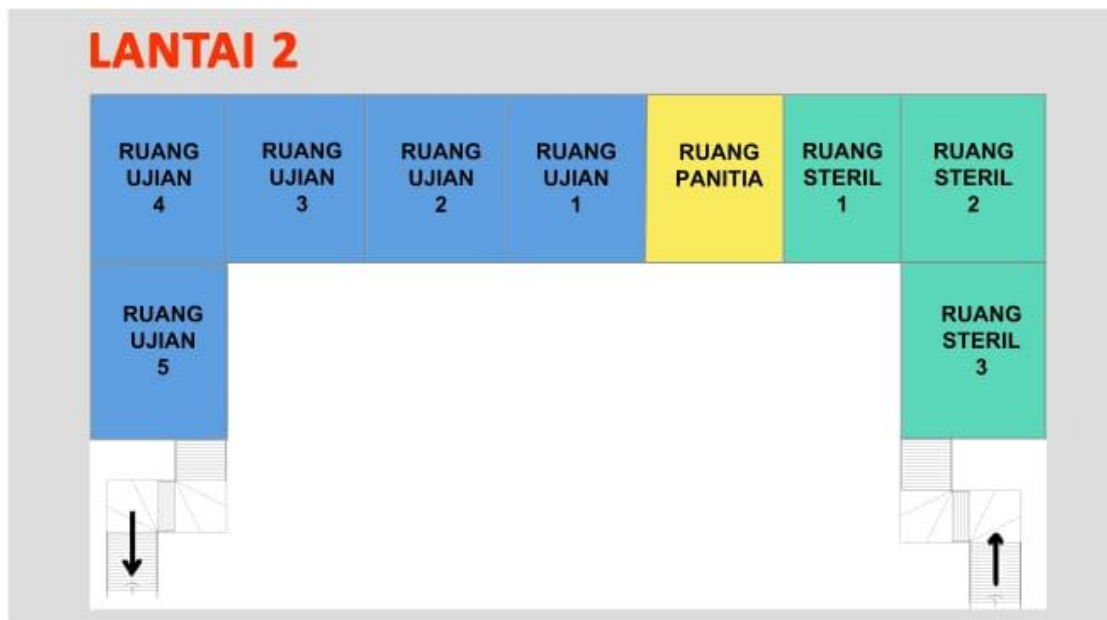 LANTAI 2
RUANG
UJIAN
4
RUANG
UJIAN
3
RUANG
UJIAN
2
RUANG
UJIAN
1
RUANG
PANITIA
RUANG
STERIL
1
RUANG
STERIL
2
RUANG
UJIAN
5
RUANG
STERIL
3